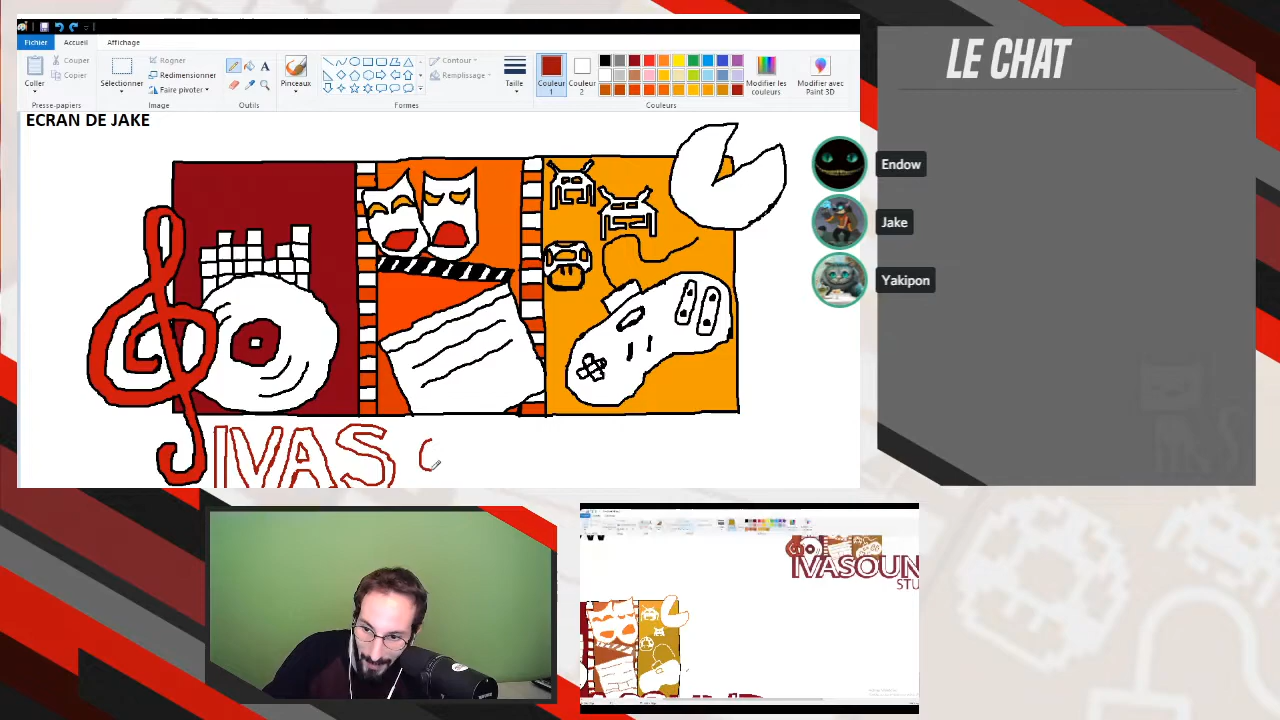 Fichier Accueil Affichage
Coller
Couper
Copier
Presse-papiers
Sélectionner
Rogner
Redimensionner
Faire pivoter
Image
A
Outils
Pinceaux
Contour
Remplissage
Formes
Taille
Couleur 1
Couleur 2
Modifier les couleurs
Modifier avec Paint 3D
Couleurs
ECRAN DE JAKE
LE CHAT
Endow
Jake
Yakipon
IVAS
IVASOUN
STU